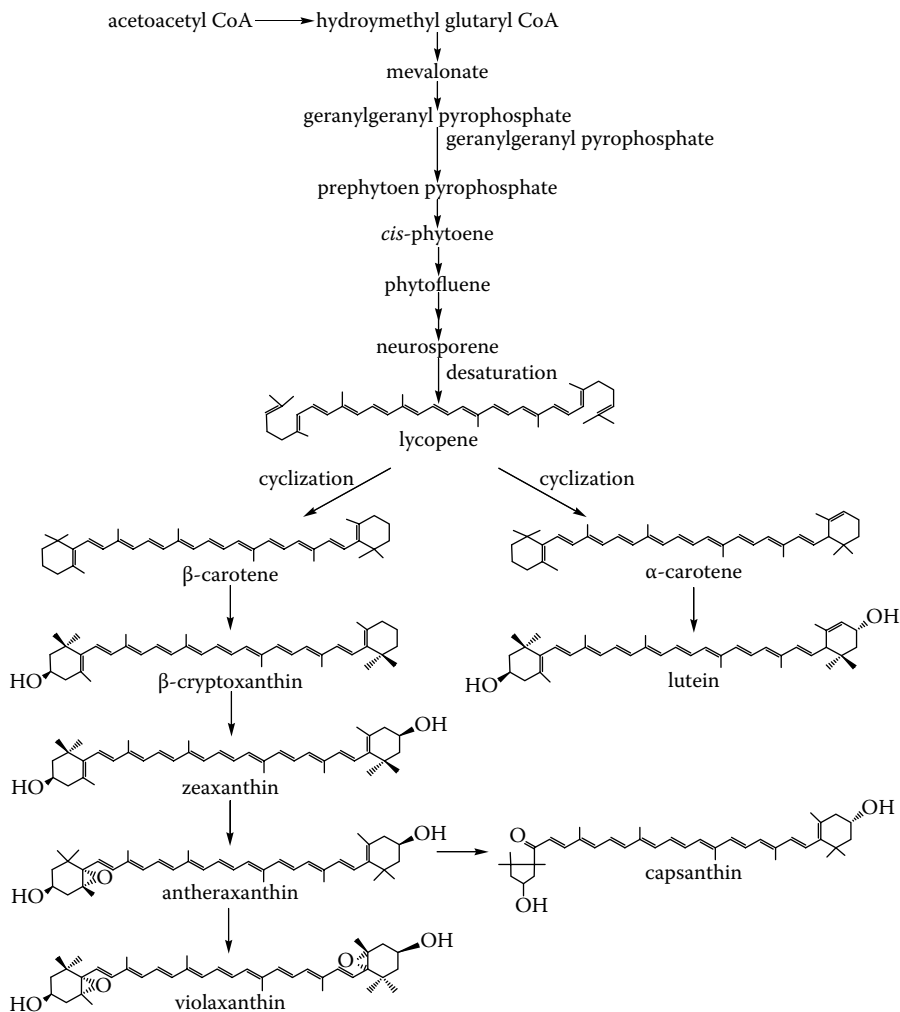 acetoacetyl CoA hydroymethyl glutaryl CoA
mevalonate
geranylgeranyl pyrophosphate
geranylgeranyl pyrophosphate
prephytoen pyrophosphate
cis-phytoene
phytofluene
neurosporene
desaturation
lycopene
cyclization
cyclization
β-carotene
α-carotene
OH
HO
β-cryptoxanthin
HO
lutein
OH
HO
zeaxanthin
OH
O
HO
antheraxanthin
OH
O
OH
capsanthin
OH
O
O
HO
violaxanthin